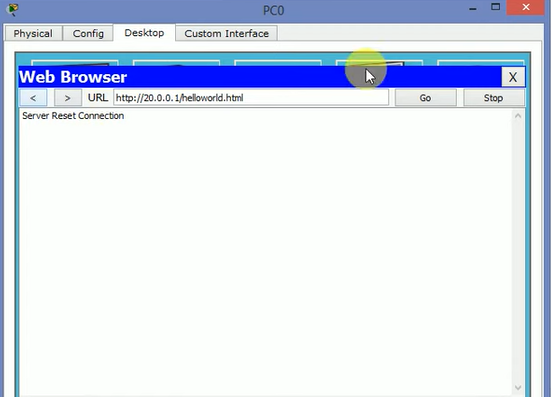 PC0
Physical Config Desktop Custom Interface
Web Browser X
< > URL http://20.0.0.1/helloworld.html Go Stop
Server Reset Connection